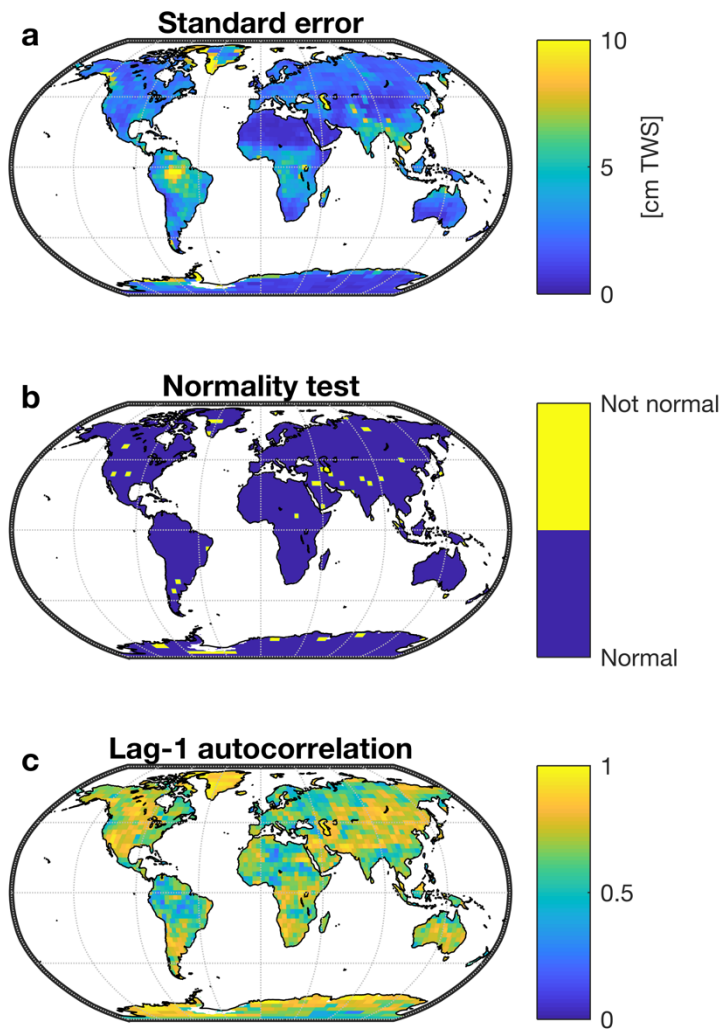 a
Standard error
10
5
0
[cm TWS]
b
Normality test
Not normal
Normal
c
Lag-1 autocorrelation
1
0.5
0